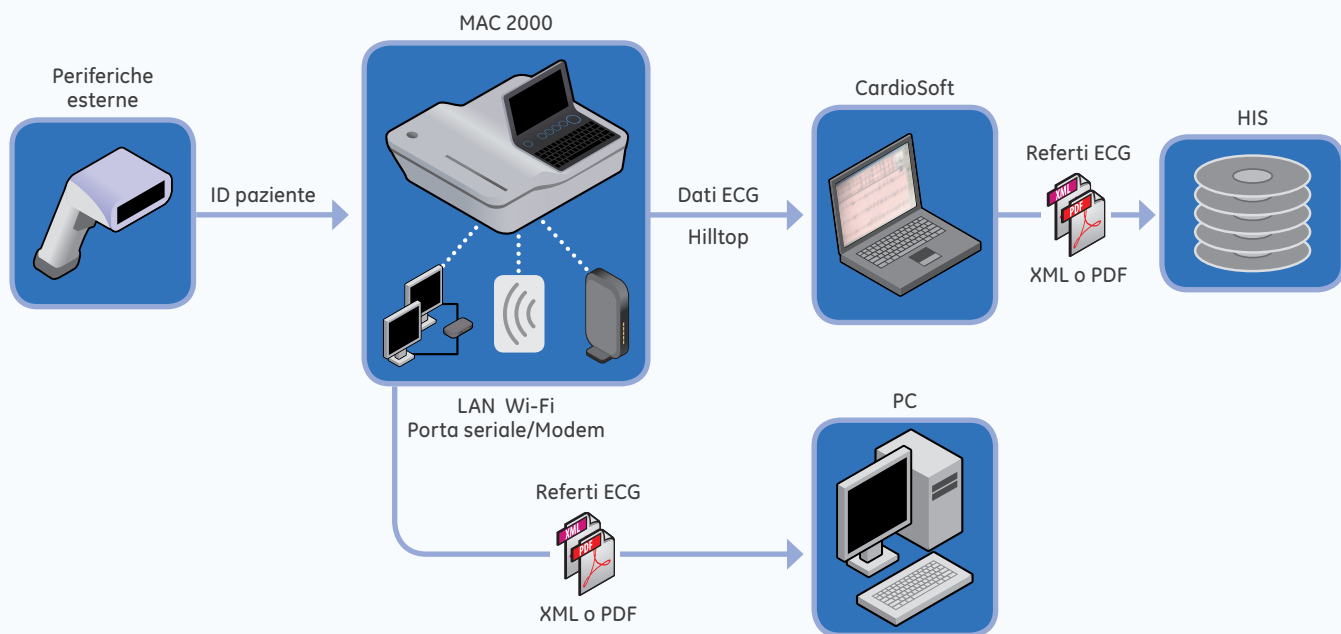 MAC 2000
Periferiche
esterne
ID paziente
LAN Wi-Fi
Porta seriale/Modem
Dati ECG
Hilltop
CardioSoft
Referti ECG
XML
PDF
XML o PDF
HIS
Referti ECG
XML
PDF
XML o PDF
PC